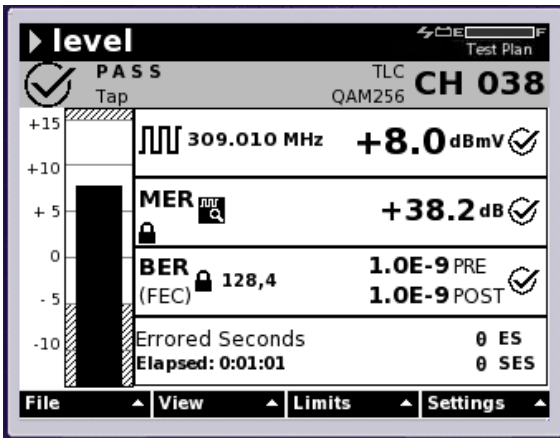 level
E F
Test Plan
PASS
Tap
TLC
QAM256
CH 038
+15
+10
+ 5
0
- 5
-10
309.010 MHz
+8.0 dBmV
MER
+38.2 dB
BER
(FEC)
128,4
1.0E-9 PRE
1.0E-9 POST
Errored Seconds
0 ES
Elapsed: 0:01:01
0 SES
File
View
Limits
Settings